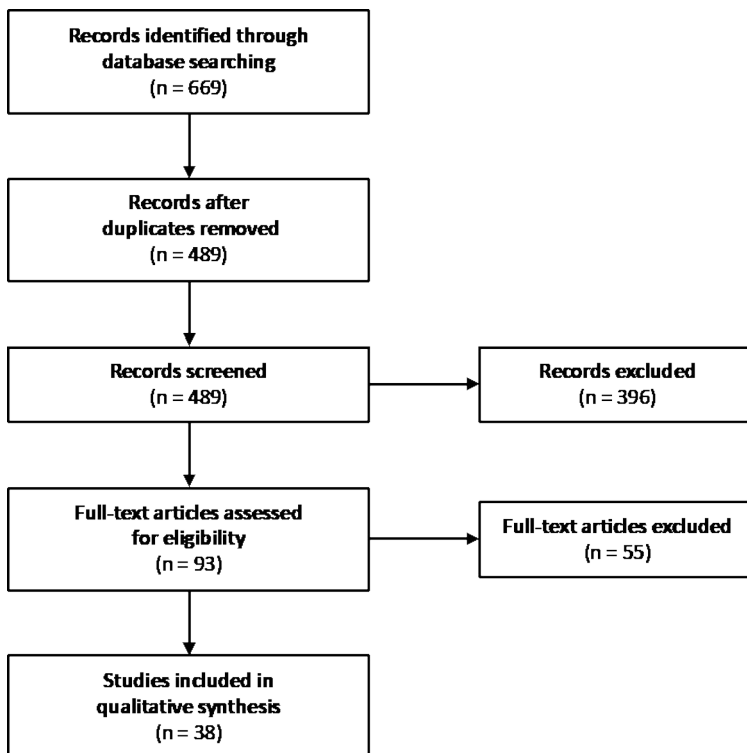 Records identified through
database searching
(n = 669)
Records after
duplicates removed
(n = 489)
Records screened
(n = 489)
Records excluded
(n = 396)
Full-text articles assessed
for eligibility
(n = 93)
Full-text articles excluded
(n = 55)
Studies included in
qualitative synthesis
(n = 38)